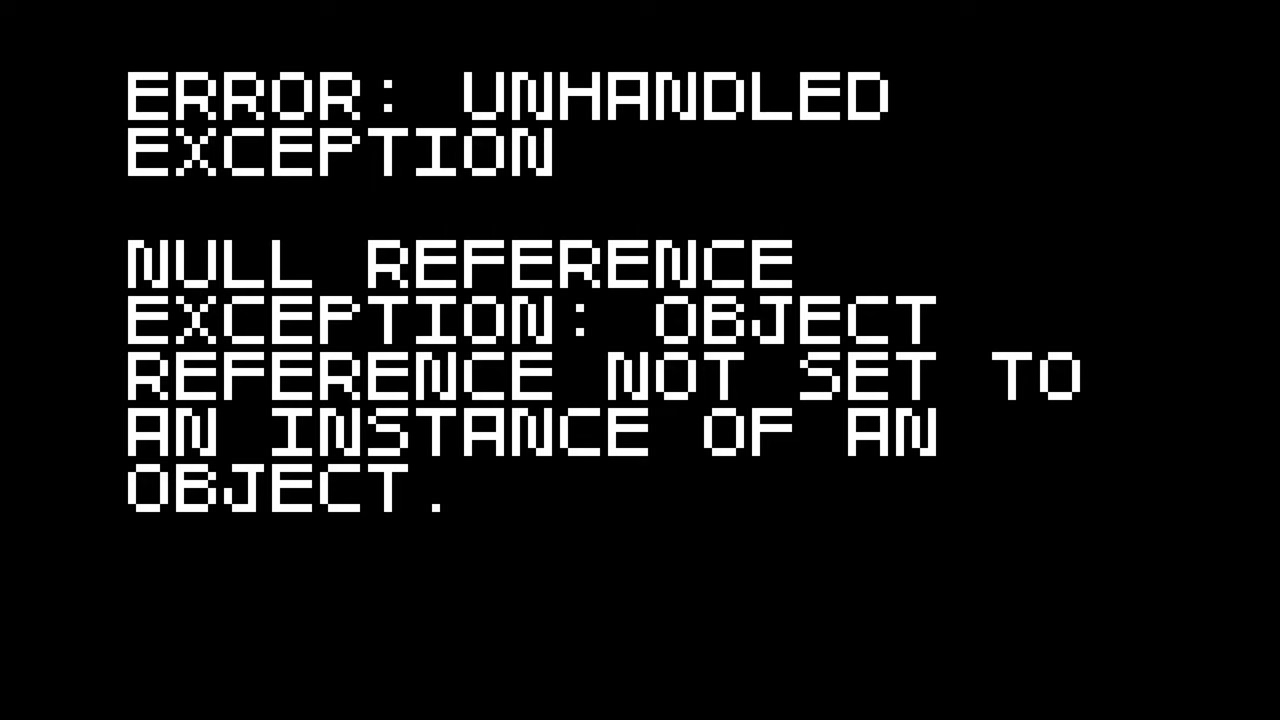 ERROR: UNHANDLED
EXCEPTION
NULL REFERENCE
EXCEPTION: OBJECT
REFERENCE NOT SET TO
AN INSTANCE OF AN
OBJECT.